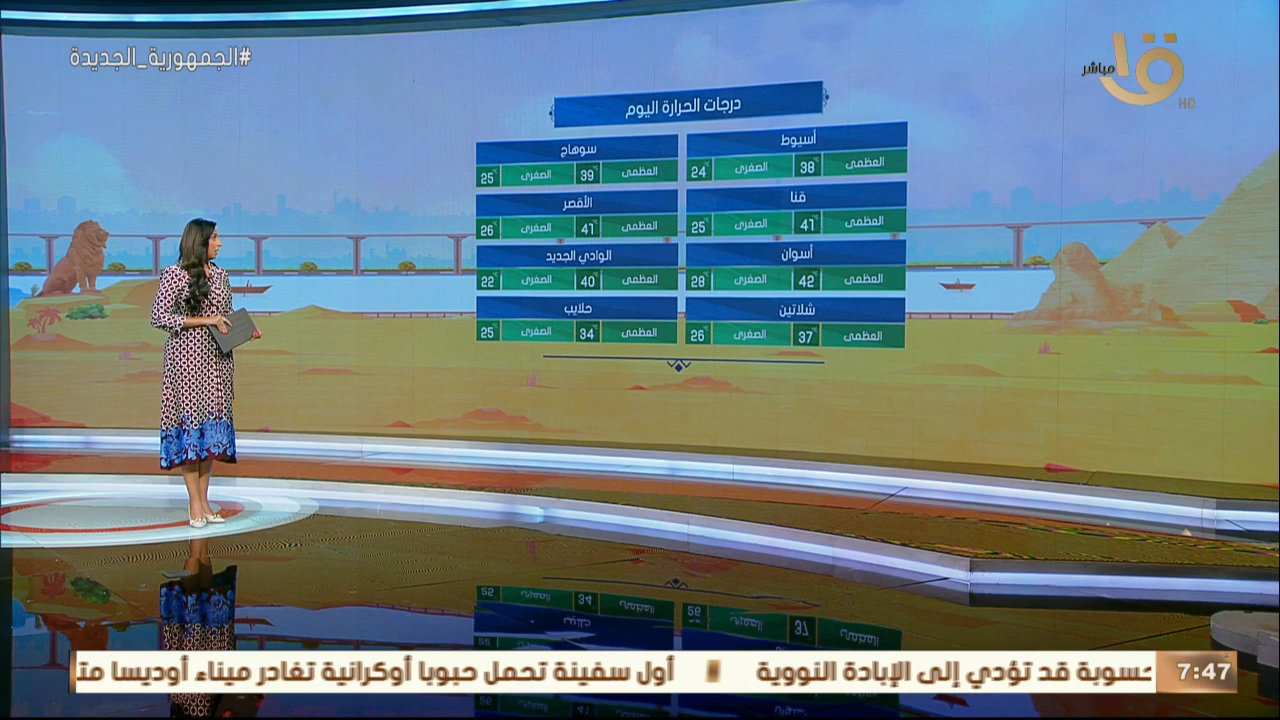 #الجمهورية_الجديدة
مباشر
HD
درجات الحرارة اليوم
أسيوط
العظمى 38 الصغرى 24
سوهاج
العظمى 39 الصغرى 25
قنا
العظمى 41 الصغرى 25
الأقصر
العظمى 41 الصغرى 26
أسوان
العظمى 42 الصغرى 28
الوادي الجديد
العظمى 40 الصغرى 22
شلاتين
العظمى 37 الصغرى 26
حلايب
العظمى 34 الصغرى 25
7:47
تؤدي إلى الإبادة النووية أول سفينة تحمل حبوبا أوكرانية تغادر ميناء أوديسا